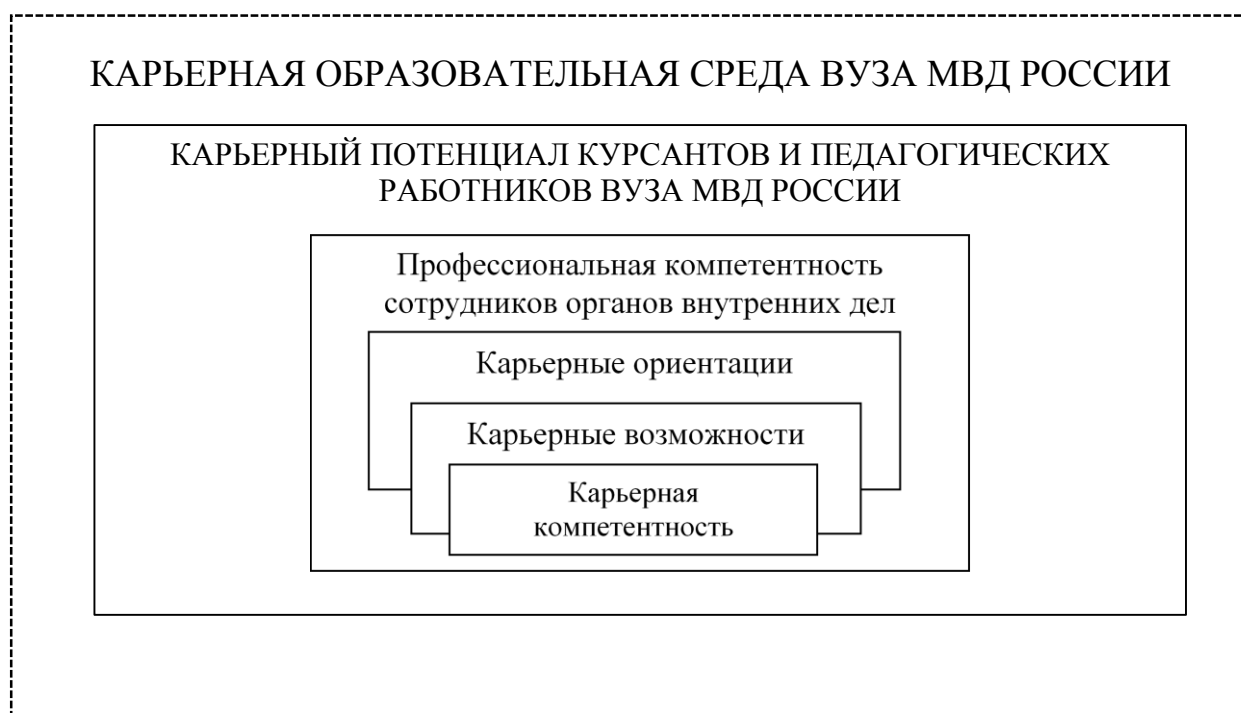 КАРЬЕРНАЯ ОБРАЗОВАТЕЛЬНАЯ СРЕДА ВУЗА МВД РОССИИ
КАРЬЕРНЫЙ ПОТЕНЦИАЛ КУРСАНТОВ И ПЕДАГОГИЧЕСКИХ
РАБОТНИКОВ ВУЗА МВД РОССИИ
Профессиональная компетентность
сотрудников органов внутренних дел
Карьерные ориентации
Карьерные возможности
Карьерная
компетентность